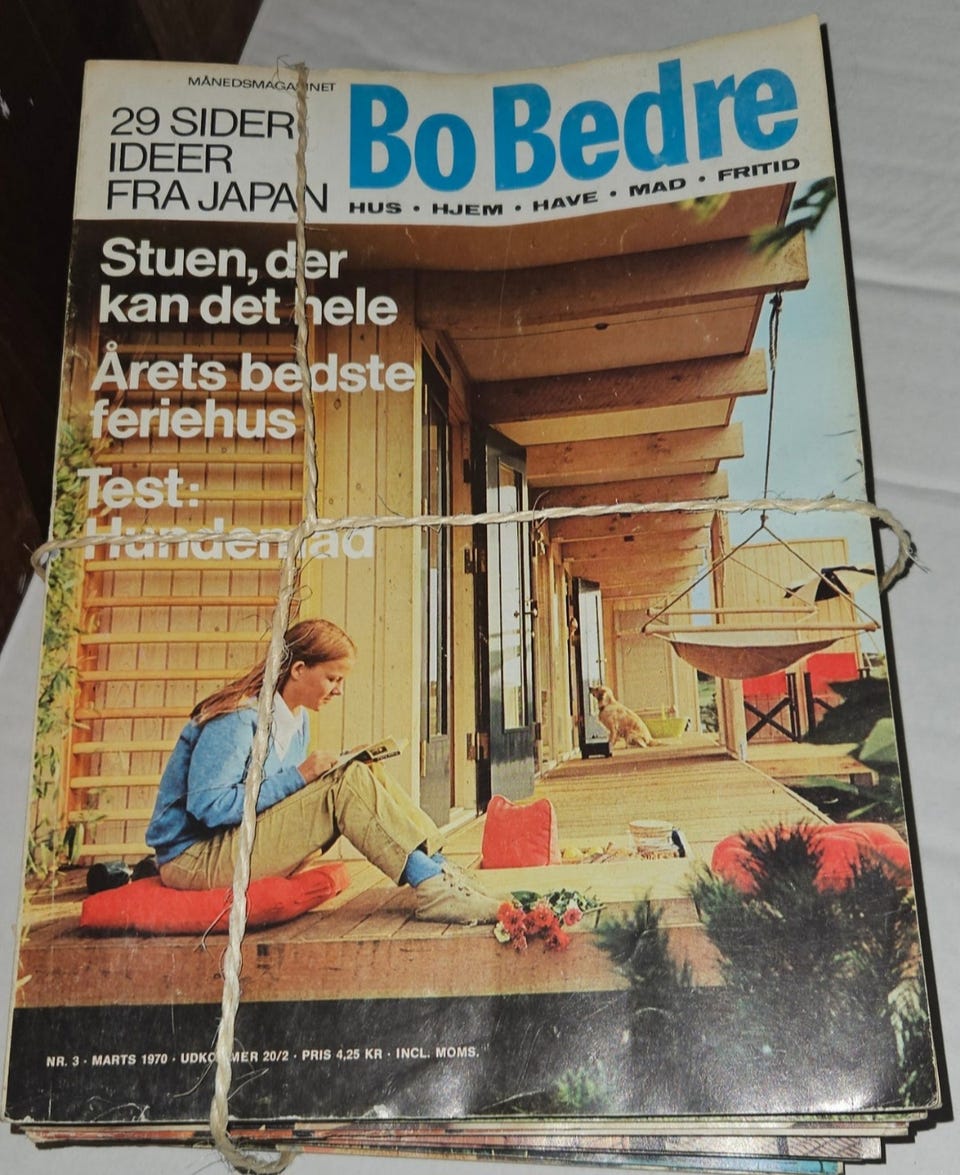 MÅNEDSMAGASINET
29 SIDER
IDEER
FRA JAPAN
Bo Bedre
HUS · HJEM · HAVE · MAD · FRITID
Stuen, der
kan det hele
Årets bedste
feriehus
Test:
Hundemad
NR. 3 · MARTS 1970 · UDKOMMER 20/2 · PRIS 4,25 KR · INCL. MOMS.